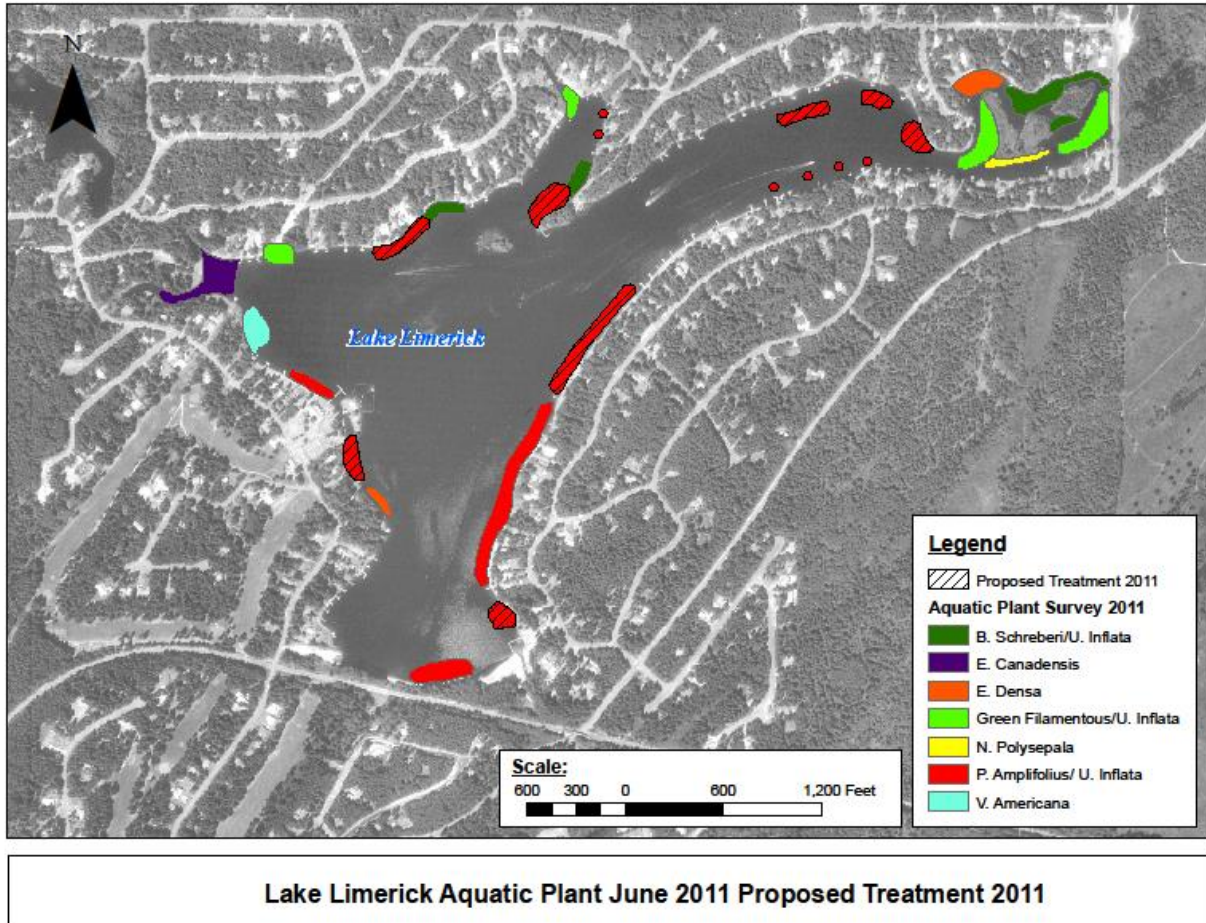 N
Lake Limerick
Legend
Proposed Treatment 2011
Aquatic Plant Survey 2011
B. Schreberi/U. Inflata
E. Canadensis
E. Densa
Green Filamentous/U. Inflata
N. Polysepala
P. Amplifolius/ U. Inflata
V. Americana
Scale:
600 300 0 600 1,200 Feet
Lake Limerick Aquatic Plant June 2011 Proposed Treatment 2011